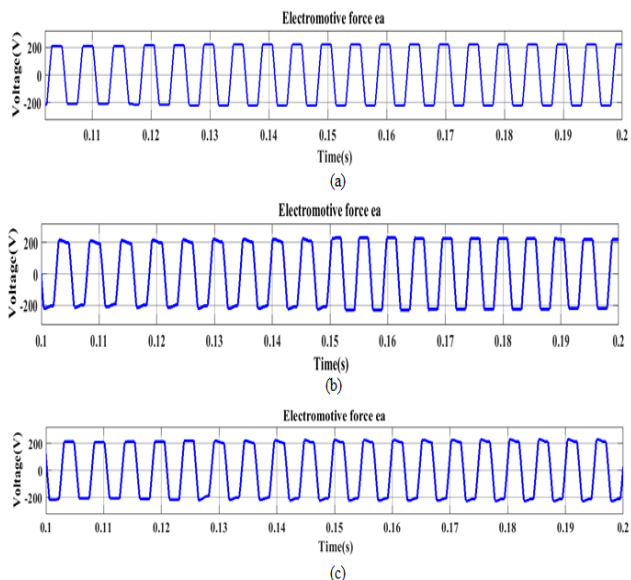 Electromotive force ea
Voltage(V)
200
0
-200
0.11 0.12 0.13 0.14 0.15 0.16 0.17 0.18 0.19 0.2
Time(s)
(a)
Electromotive force ea
Voltage(V)
200
0
-200
0.1 0.11 0.12 0.13 0.14 0.15 0.16 0.17 0.18 0.19 0.2
Time(s)
(b)
Electromotive force ea
Voltage(V)
200
0
-200
0.1 0.11 0.12 0.13 0.14 0.15 0.16 0.17 0.18 0.19 0.2
Time(s)
(c)